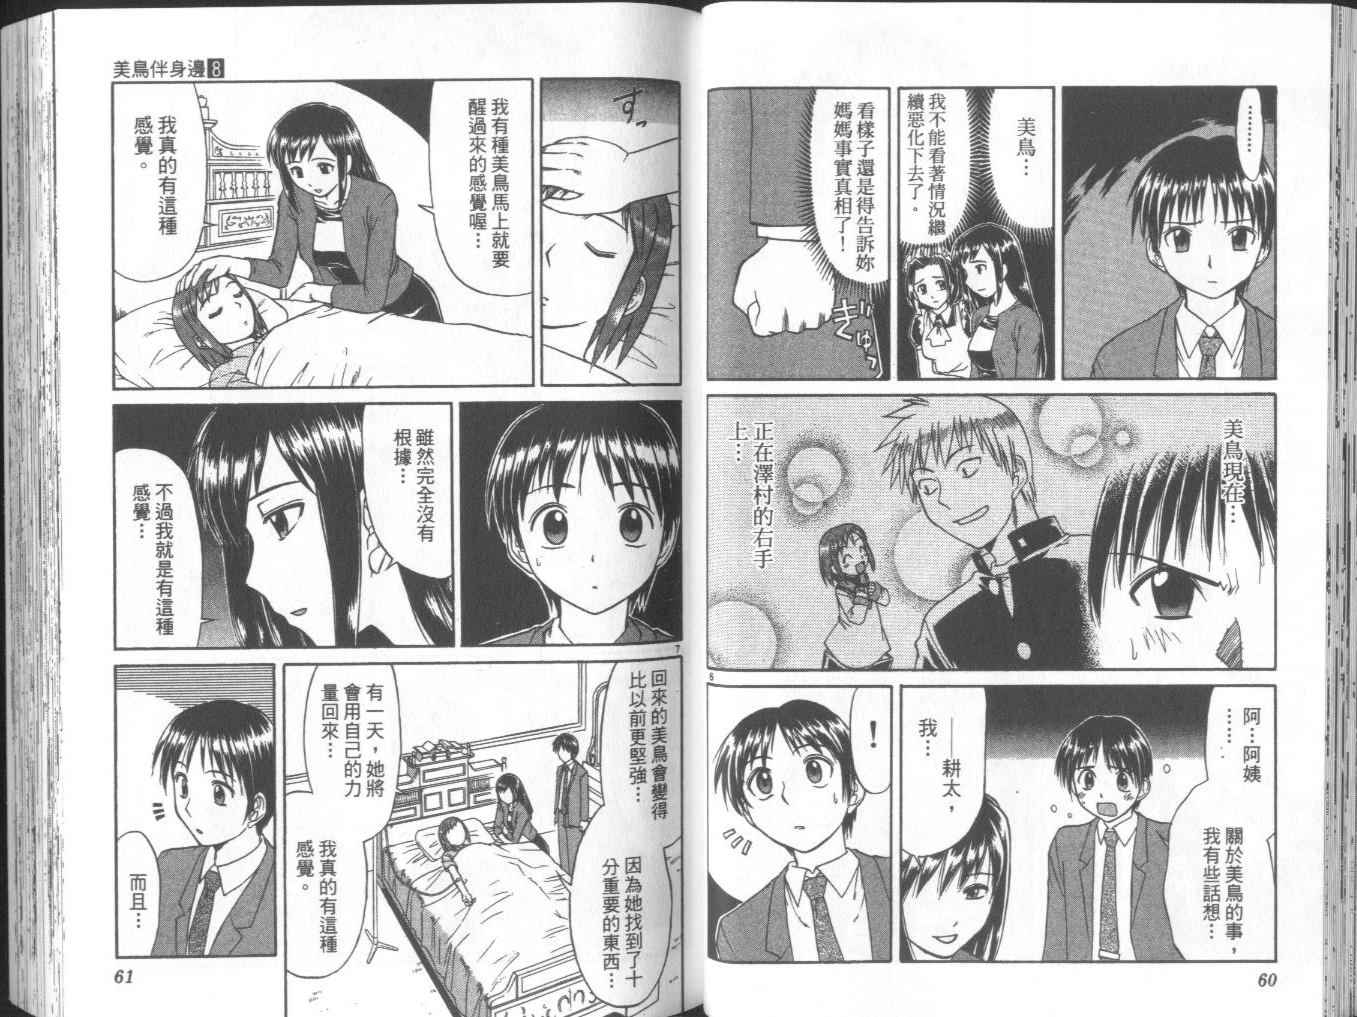 ………
美鳥…
我不能看著情況繼
續惡化下去了。
看樣子還是得告訴妳
媽媽事實真相了！
ぎゅっ
美鳥現在…
正在澤村的右手
上…
阿…阿姨
………
關於美鳥的事，
我有些話想…
——耕太，
我…
！
6
60
美鳥伴身邊8
すっ
我有種美鳥馬上就要
醒過來的感覺喔…
我真的有這種
感覺。
雖然完全沒有
根據…
不過我就是有這種
感覺…
7
回來的美鳥會變得
比以前更堅強…
因為她找到了十
分重要的東西…
有一天，她將
會用自己的力
量回來…
我真的有這種
感覺。
而且…
61